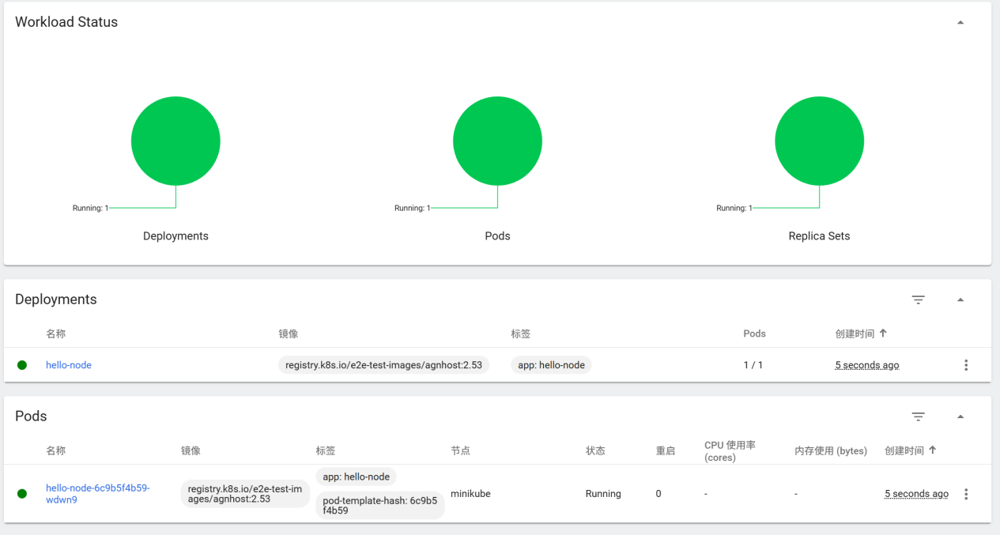 Workload Status
Running: 1
Running: 1
Running: 1
Deployments
Pods
Replica Sets
Deployments
名称
镜像
标签
Pods
创建时间
hello-node
registry.k8s.io/e2e-test-images/agnhost:2.53
app: hello-node
1 / 1
5 seconds ago
Pods
名称
镜像
标签
节点
状态
重启
CPU 使用率
(cores)
内存使用 (bytes)
创建时间
hello-node-6c9b5f4b59-
wdwn9
registry.k8s.io/e2e-test-im
ages/agnhost:2.53
app: hello-node
pod-template-hash: 6c9b5
f4b59
minikube
Running
0
-
-
5 seconds ago